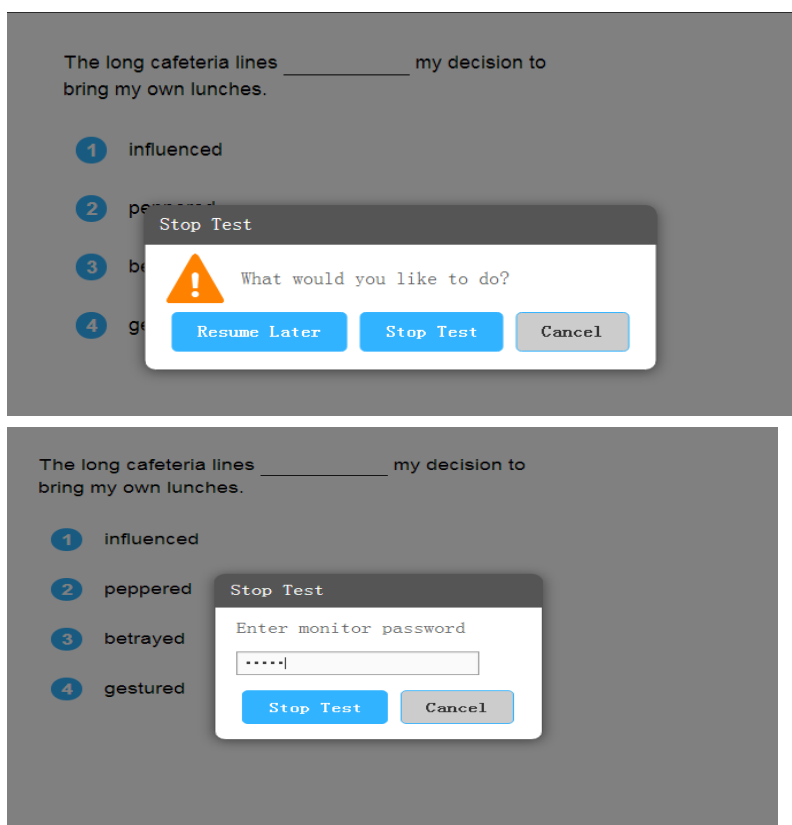 The long cafeteria lines ____________ my decision to
bring my own lunches.
1 influenced
2
Stop Test
3
What would you like to do?
4
Resume Later Stop Test Cancel
The long cafeteria lines ____________ my decision to
bring my own lunches.
1 influenced
2 peppered
Stop Test
Enter monitor password
3 betrayed
•••••
4 gestured
Stop Test Cancel